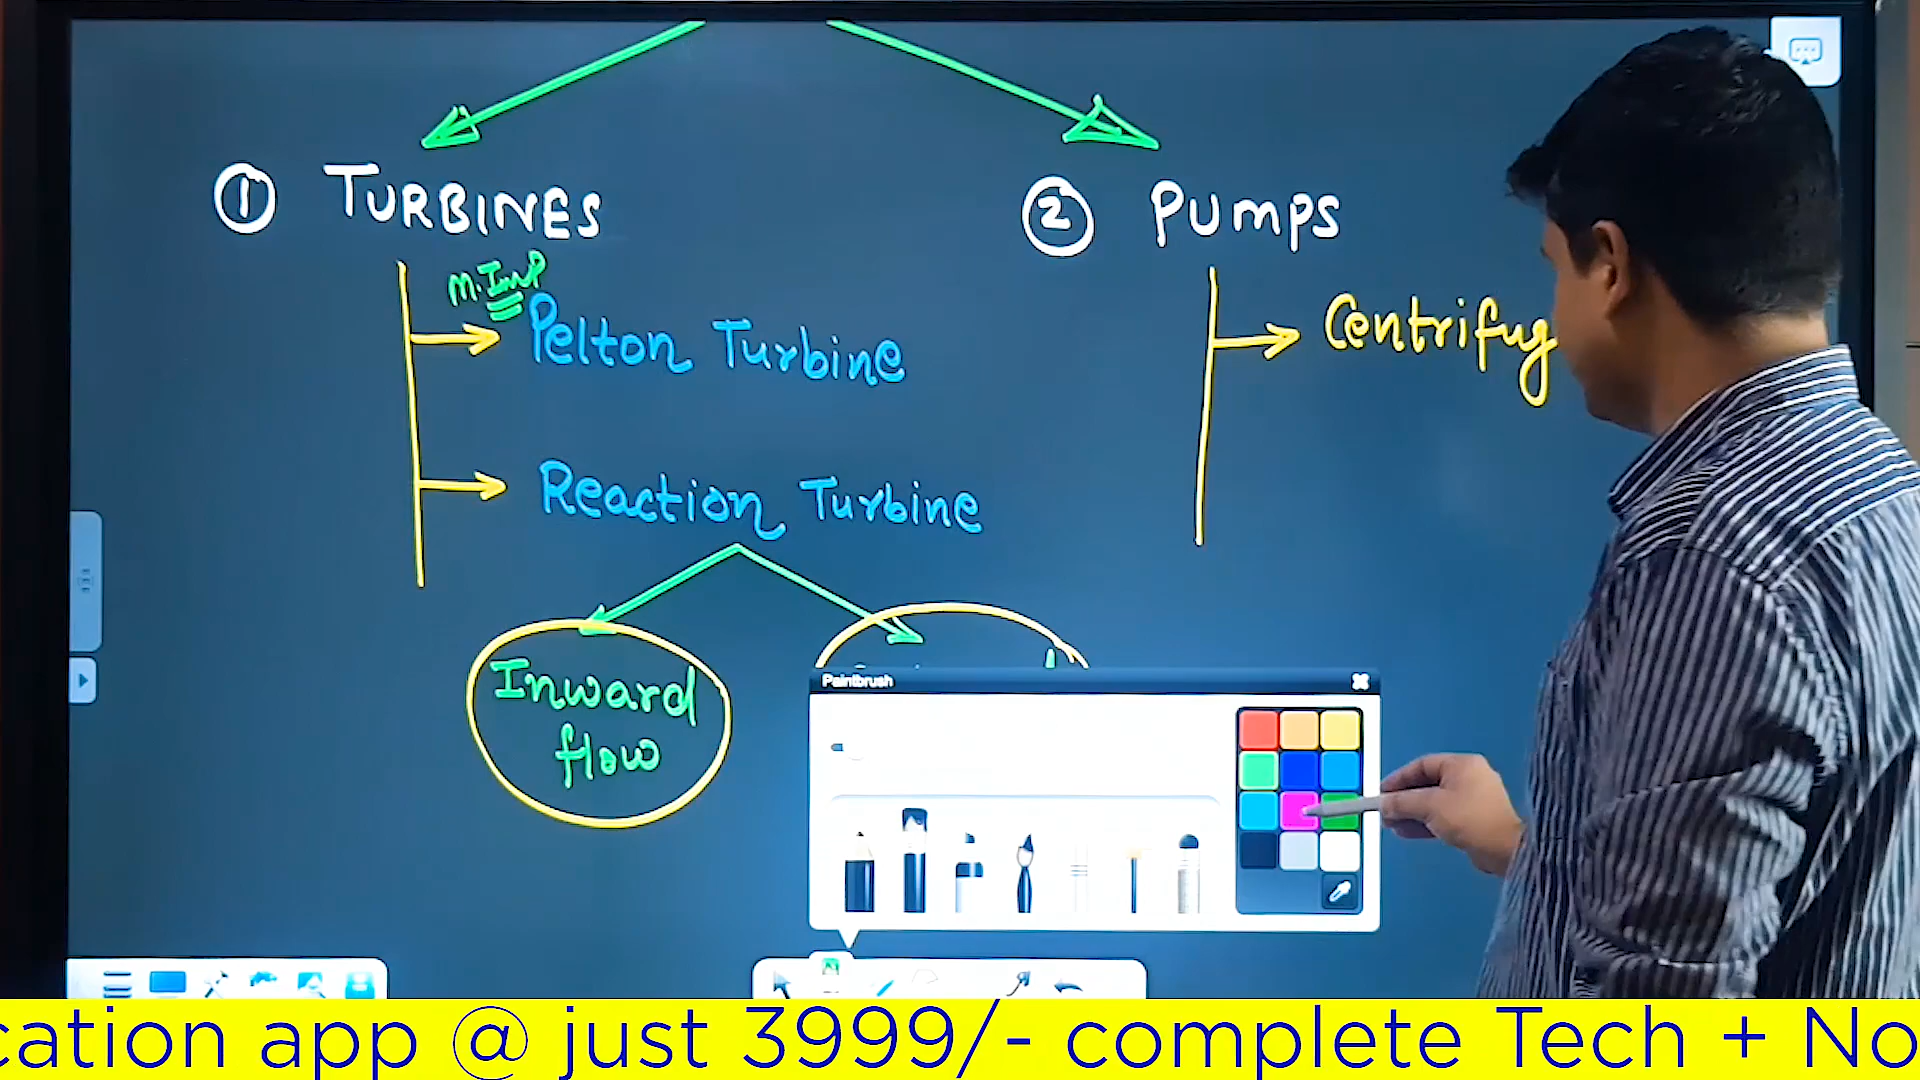 ① TURBINES
② PUMPS
M. Imp
Pelton Turbine
Centrifug
Reaction Turbine
Inward
flow
Paintbrush
cation app @ just 3999/- complete Tech + No